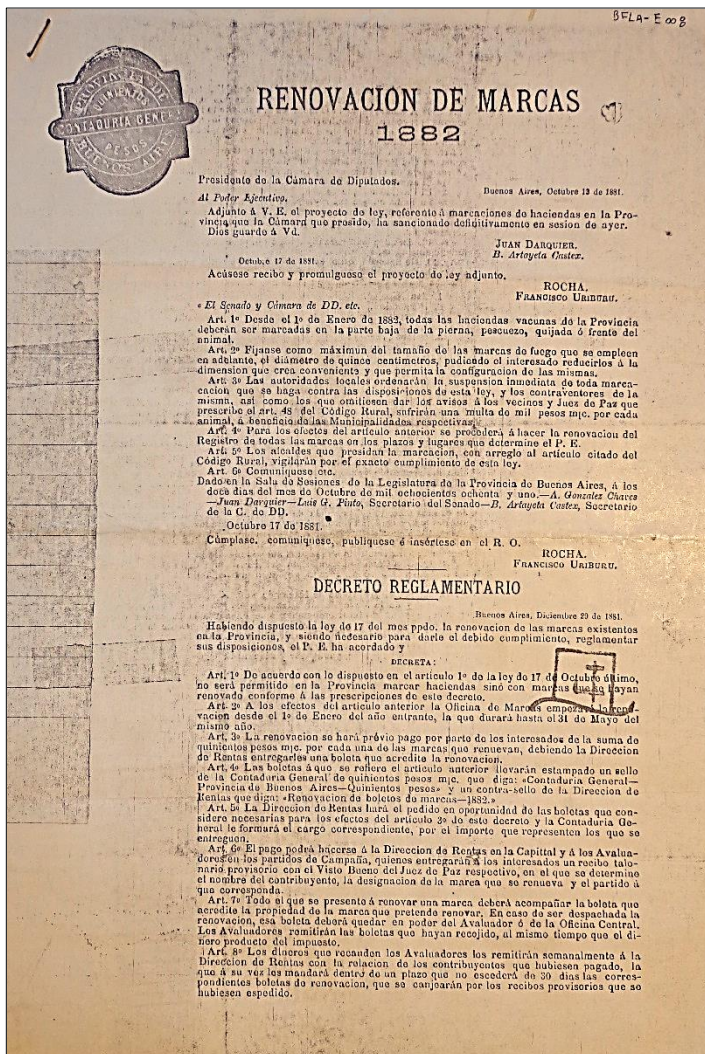 BFLA-E 008
PROVINCIA DE
QUINIENTOS
CONTADURIA GENERAL
PESOS
BUENOS AIRES
RENOVACION DE MARCAS
1882
Presidente de la Cámara de Diputados.
Buenos Aires, Octubre 13 de 1881.
Al Poder Ejecutivo.
Adjunto á V. E. el proyecto de ley, referente á marcaciones de haciendas en la Pro-
vincia que la Cámara que presido, ha sancionado definitivamente en sesion de ayer.
Dios guarde á Vd.
JUAN DARQUIER.
B. Artayeta Castex.
Octubre 17 de 1881.
Acúsese recibo y promulguese el proyecto de ley adjunto.
ROCHA.
FRANCISCO URIBURU.
« El Senado y Cámara de DD. etc.
Art. 1º Desde el 1º de Enero de 1882, todas las haciendas vacunas de la Provincia
deberán ser marcadas en la parte baja de la pierna, pescuezo, quijada ó frente del
animal.
Art. 2º Fijanse como máximun del tamaño de las marcas de fuego que se empleen
en adelante, el diámetro de quince centímetros, pudiendo el interesado reducirlos á la
dimension que crea conveniente y que permita la configuracion de las mismas.
Art. 3º Las autoridades locales ordenarán la suspension inmediata de toda marca-
cacion que se haga contra las disposiciones de esta ley, y los contraventores de la
misma, así como los que omitiesen dar los avisos á los vecinos y Juez de Paz que
prescribe el art. 48 del Código Rural, sufrirán una multa de mil pesos m|c. por cada
animal, á beneficio de las Municipalidades respectivas.
Art. 4º Para los efectos del artículo anterior se procederá á hacer la renovacion del
Registro de todas las marcas en los plazos y lugares que determine el P. E.
Art. 5º Los alcaldes que presidan la marcacion, con arreglo al artículo citado del
Código Rural, vigilarán por el exacto cumplimiento de esta ley.
Art. 6º Comuníquese etc.
Dado en la Sala de Sesiones de la Legislatura de la Provincia de Buenos Aires, á los
doce dias del mes de Octubre de mil ochocientos ochenta y uno.—A. Gonzalez Chaves
—Juan Darquier—Luis G. Pinto, Secretario del Senado—B. Artayeta Castex, Secretario
de la C. de DD.
Octubre 17 de 1881.
Cúmplase, comuníquese, publíquese é insértese en el R. O.
ROCHA.
FRANCISCO URIBURU.
DECRETO REGLAMENTARIO
Buenos Aires, Diciembre 29 de 1881.
Habiendo dispuesto la ley de 17 del mes ppdo. la renovacion de las marcas existentes
en la Provincia, y siendo necesario para darle el debido cumplimiento, reglamentar
sus disposiciones, el P. E. ha acordado y
DECRETA:
Art. 1º De acuerdo con lo dispuesto en el artículo 1º de la ley de 17 de Octubre último,
no será permitido en la Provincia marcar haciendas sinó con marcas que se hayan
renovado conforme á las prescripciones de este decreto.
Art. 2º A los efectos del artículo anterior la Oficina de Marcas empezará la reno
vacion desde el 1º de Enero del año entrante, la que durará hasta el 31 de Mayo del
mismo año.
Art. 3º La renovacion se hará prévio pago por parte de los interesados de la suma de
quinientos pesos m|c. por cada una de las marcas que renuevan, debiendo la Direccion
de Rentas entregarles una boleta que acredite la renovacion.
Art. 4º Las boletas á que se refiere el artículo anterior llevarán estampado un sello
de la Contaduria General de quinientos pesos m|c. que diga: «Contaduria General—
Provincia de Buenos Aires—Quinientos pesos» y un contra-sello de la Direccion de
Rentas que diga: «Renovacion de boletos de marcas—1882.»
Art. 5º La Direccion de Rentas hará el pedido en oportunidad de las boletas que con-
sidere necesarias para los efectos del artículo 3º de este decreto y la Contaduria Ge-
neral le formará el cargo correspondiente, por el importe que representen los que se
entreguen.
Art. 6º El pago podrá hacerse á la Direccion de Rentas en la Capittal y á los Avalua-
dores en los partidos de Campaña, quienes entregarán á los interesados un recibo talo-
nario provisorio con el Visto Bueno del Juez de Paz respectivo, en el que se determine
el nombre del contribuyente, la designacion de la marca que se renueva y el partido á
que corresponda.
Art. 7º Todo el que se presente á renovar una marca deberá acompañar la boleta que
acredite la propiedad de la marca que pretende renovar. En caso de ser despachada la
renovacion, esa boleta deberá quedar en poder del Avaluador ó de la Oficina Central.
Los Avaluadores remitirán las boletas que hayan recojido, al mismo tiempo que el di-
nero producto del impuesto.
Art. 8º Los dineros que recauden los Avaluadores los remitirán semanalmente á la
Direccion de Rentas con la relacion de los contribuyentes que hubiesen pagado, la
que á su vez los mandará dentro de un plazo que no escederá de 30 dias las corres-
pondientes boletas de renovacion, que se canjearán por los recibos provisorios que se
hubiesen espedido.